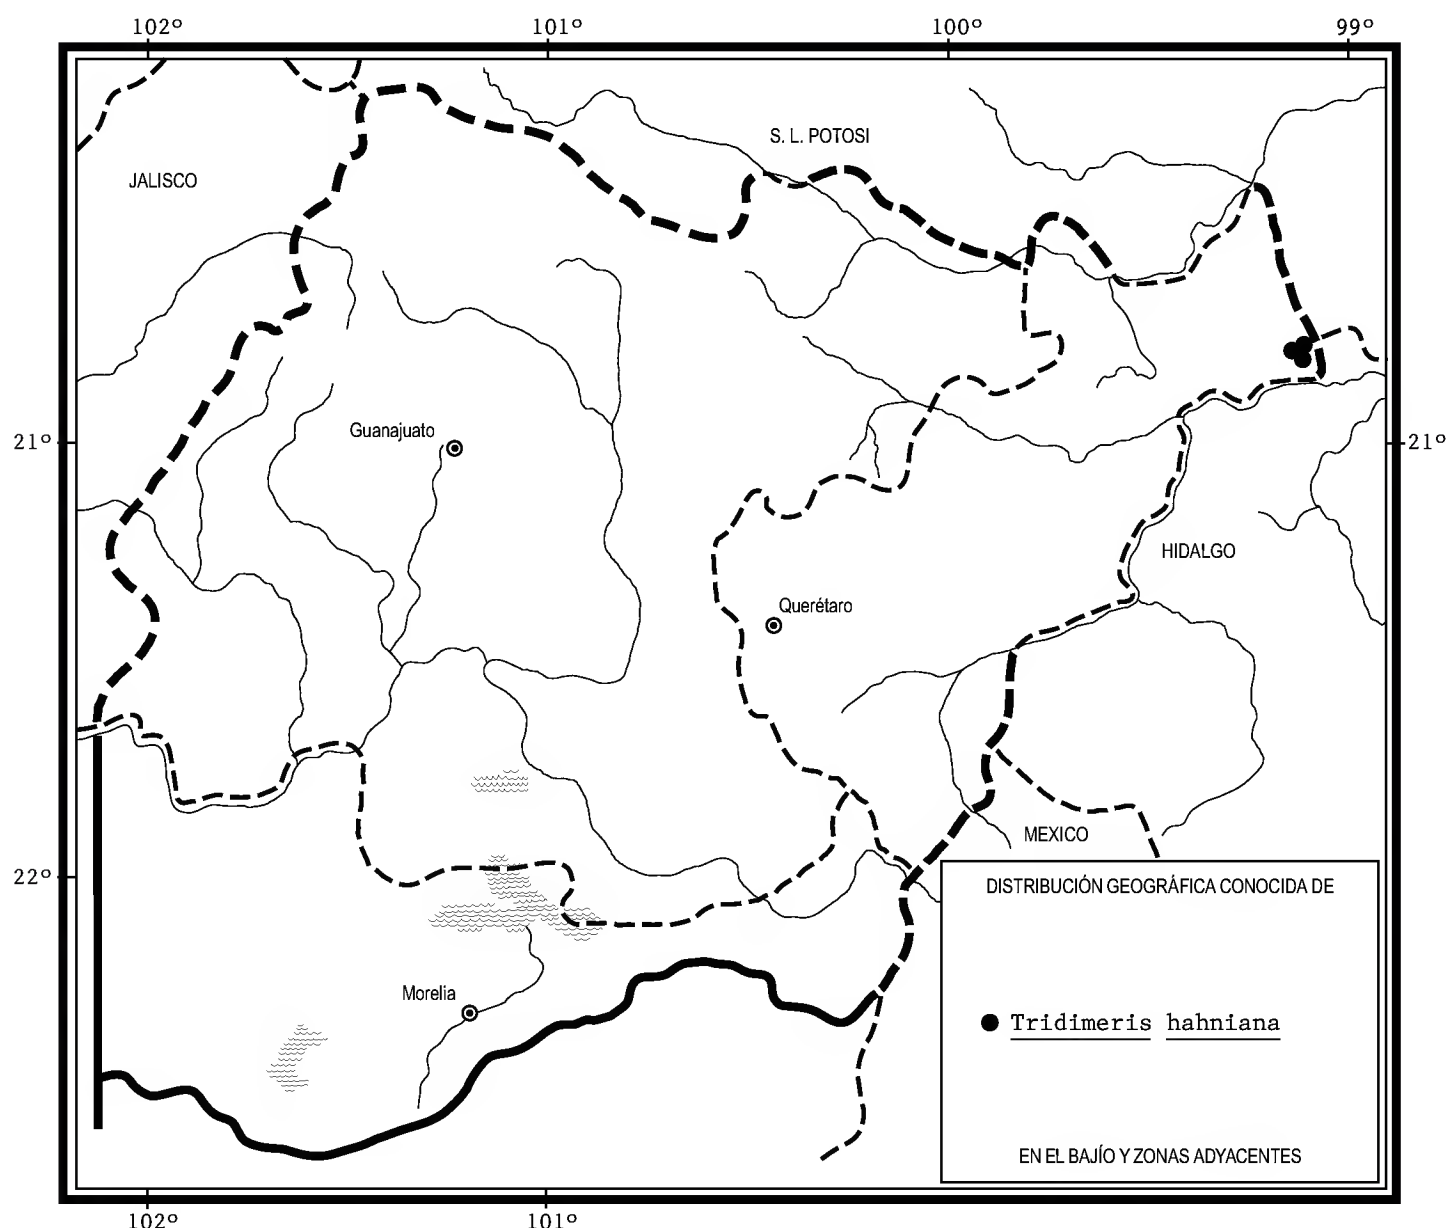 102º 101º 100º 99º
S. L. POTOSI
JALISCO
Guanajuato
21º 21º
HIDALGO
Querétaro
MEXICO
22º
DISTRIBUCIÓN GEOGRÁFICA CONOCIDA DE
Morelia
Tridimeris hahniana
EN EL BAJÍO Y ZONAS ADYACENTES
102º 101º